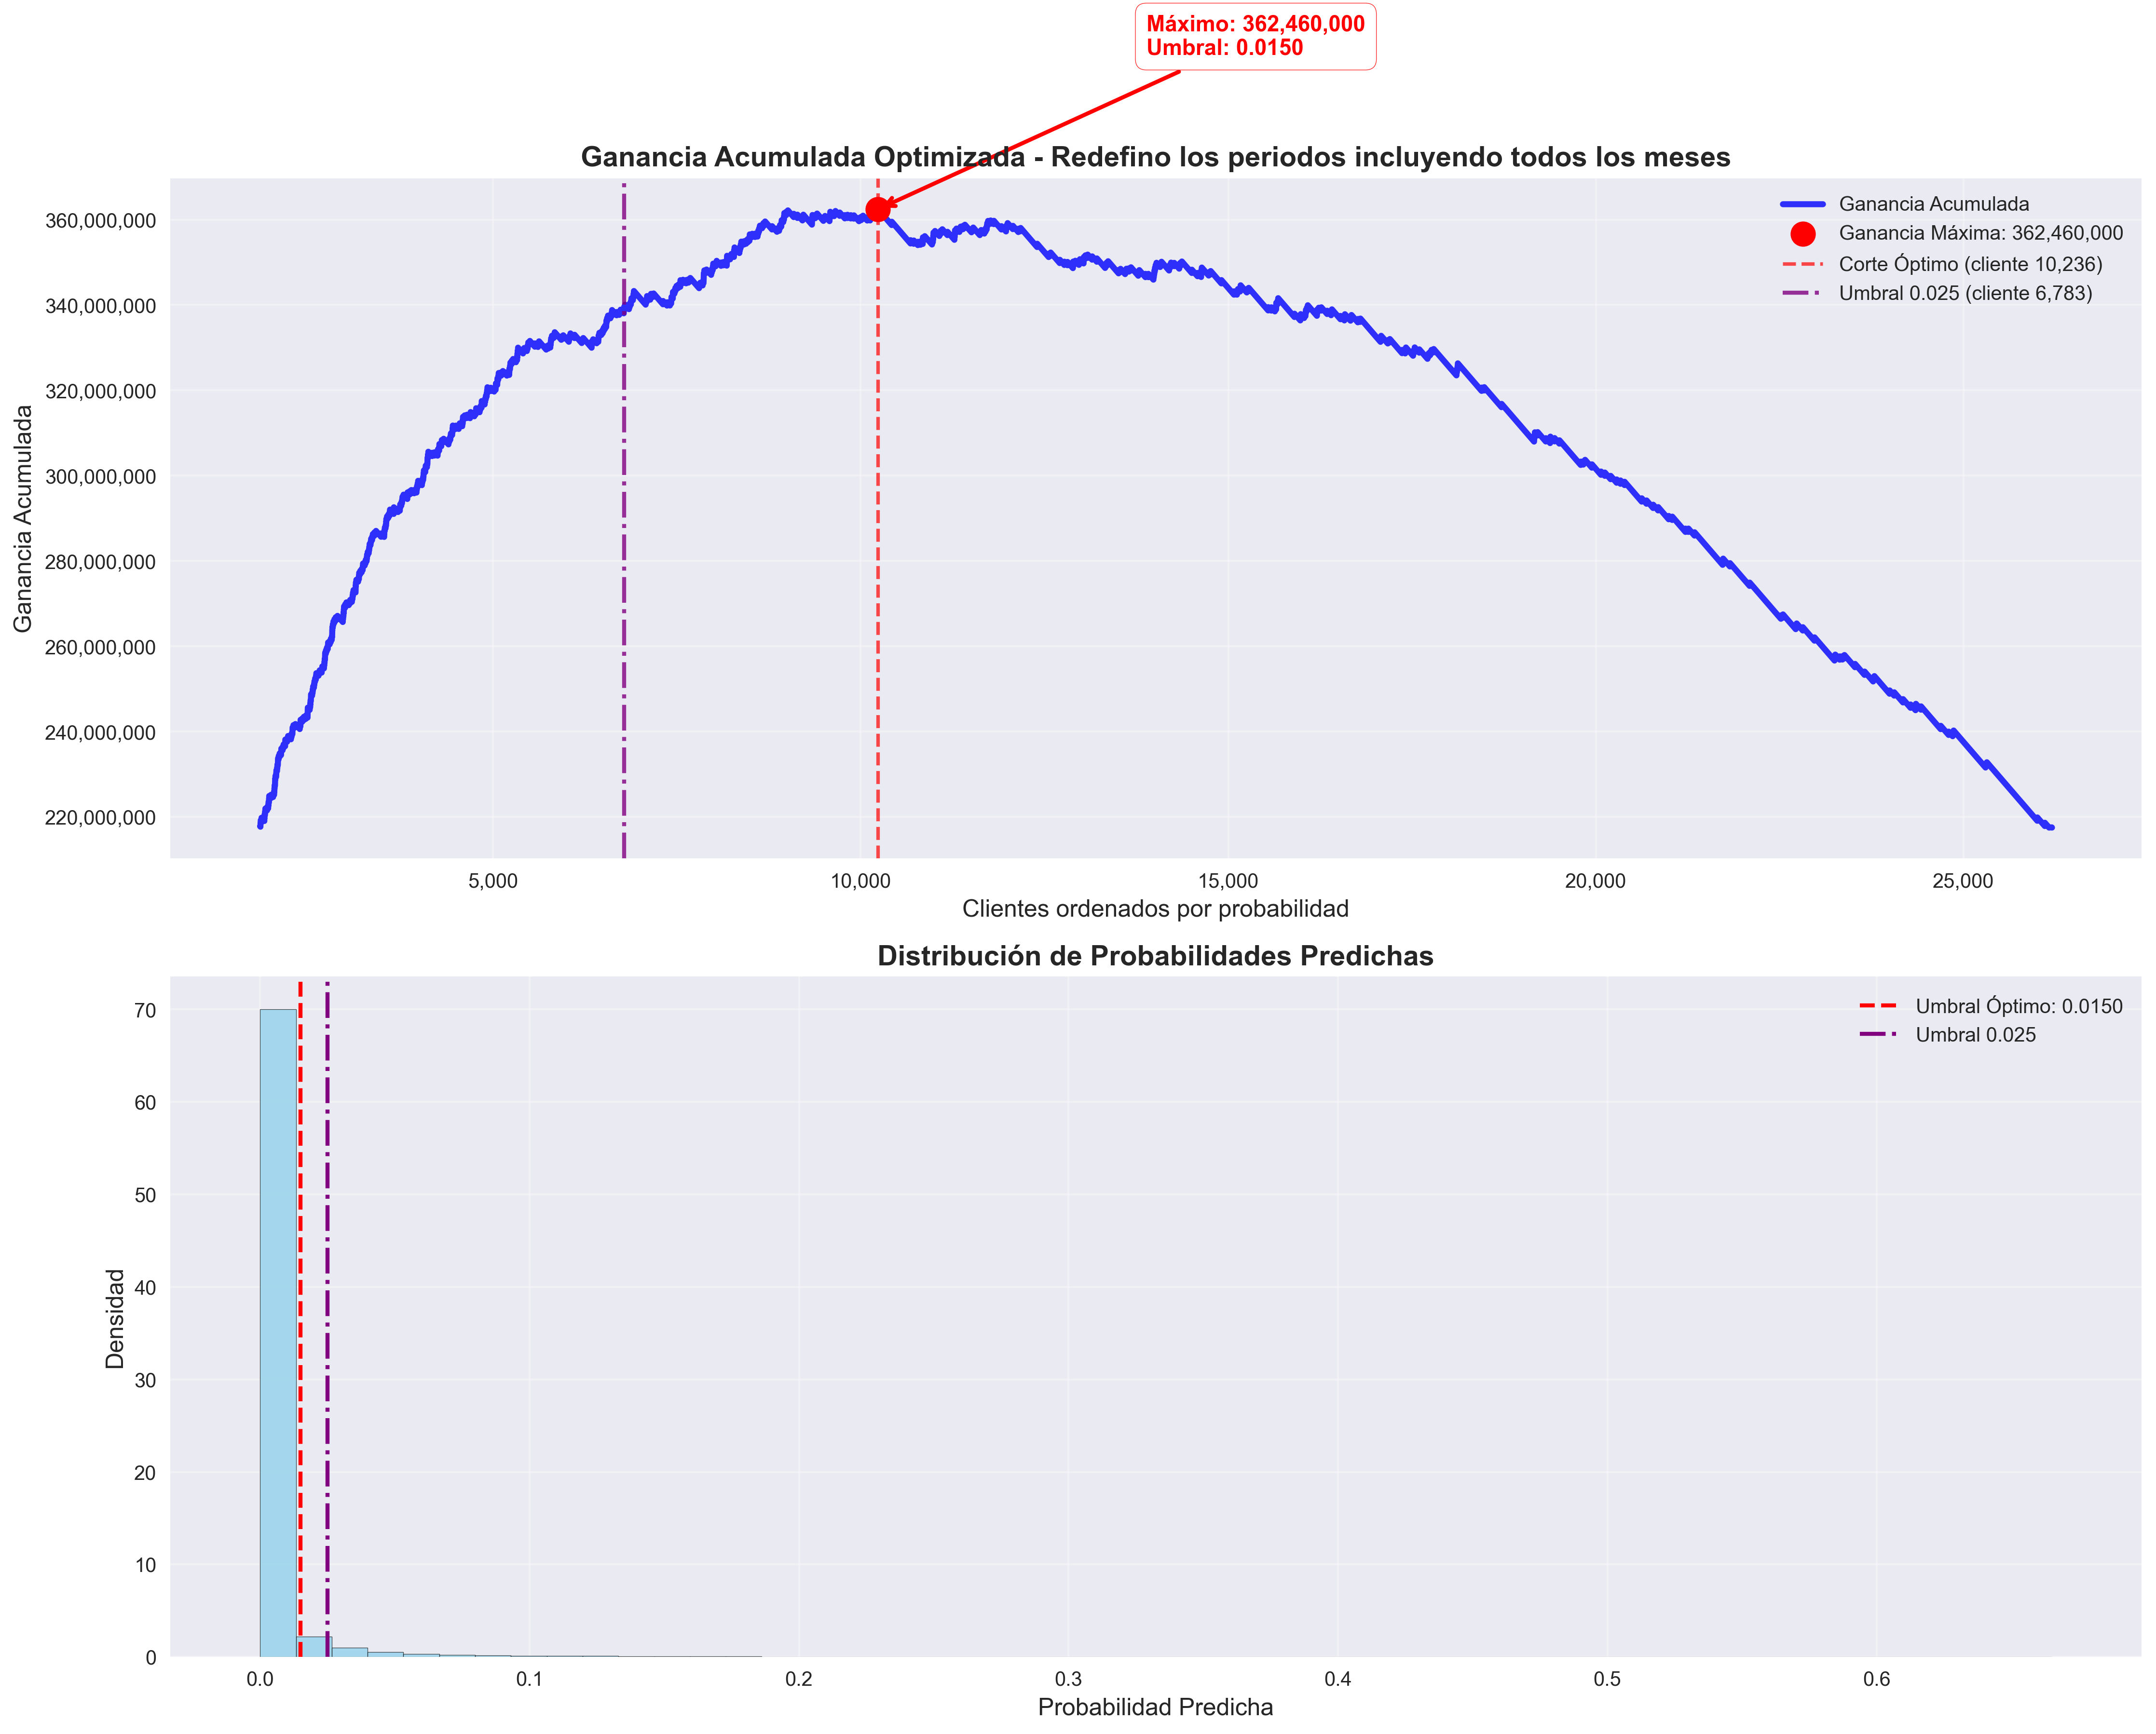 Máximo: 362,460,000
Umbral: 0.0150
Ganancia Acumulada Optimizada - Redefino los periodos incluyendo todos los meses
Ganancia Acumulada
Ganancia Máxima: 362,460,000
Corte Óptimo (cliente 10,236)
Umbral 0.025 (cliente 6,783)
Ganancia Acumulada
360,000,000
340,000,000
320,000,000
300,000,000
280,000,000
260,000,000
240,000,000
220,000,000
5,000
10,000
15,000
20,000
25,000
Clientes ordenados por probabilidad
Distribución de Probabilidades Predichas
Umbral Óptimo: 0.0150
Umbral 0.025
Densidad
70
60
50
40
30
20
10
0
0.0
0.1
0.2
0.3
0.4
0.5
0.6
Probabilidad Predicha